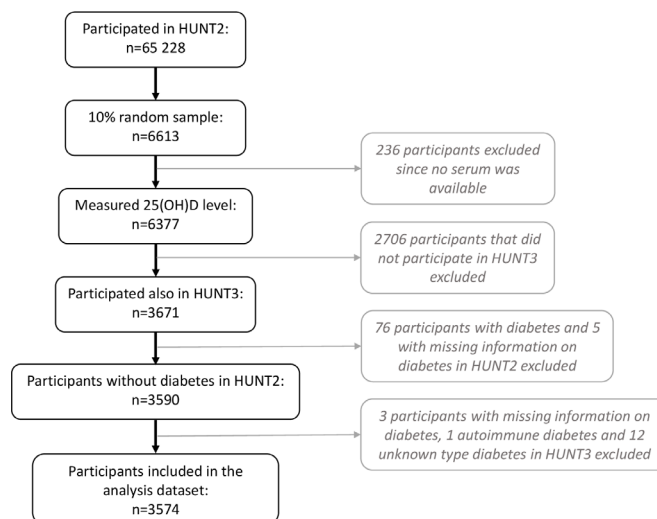 Participated in HUNT2:
n=65 228
10% random sample:
n=6613
236 participants excluded
since no serum was
available
Measured 25(OH)D level:
n=6377
2706 participants that did
not participate in HUNT3
excluded
Participated also in HUNT3:
n=3671
76 participants with diabetes and 5
with missing information on
diabetes in HUNT2 excluded
Participants without diabetes in HUNT2:
n=3590
3 participants with missing information on
diabetes, 1 autoimmune diabetes and 12
unknown type diabetes in HUNT3 excluded
Participants included in the
analysis dataset:
n=3574